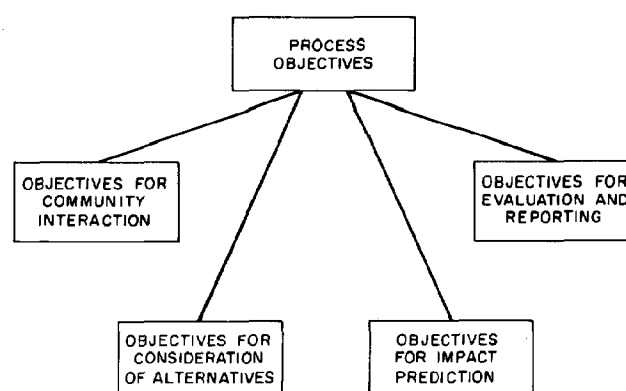 PROCESS
OBJECTIVES
OBJECTIVES FOR
COMMUNITY
INTERACTION
OBJECTIVES FOR
EVALUATION AND
REPORTING
OBJECTIVES FOR
CONSIDERATION
OF ALTERNATIVES
OBJECTIVES
FOR IMPACT
PREDICTION